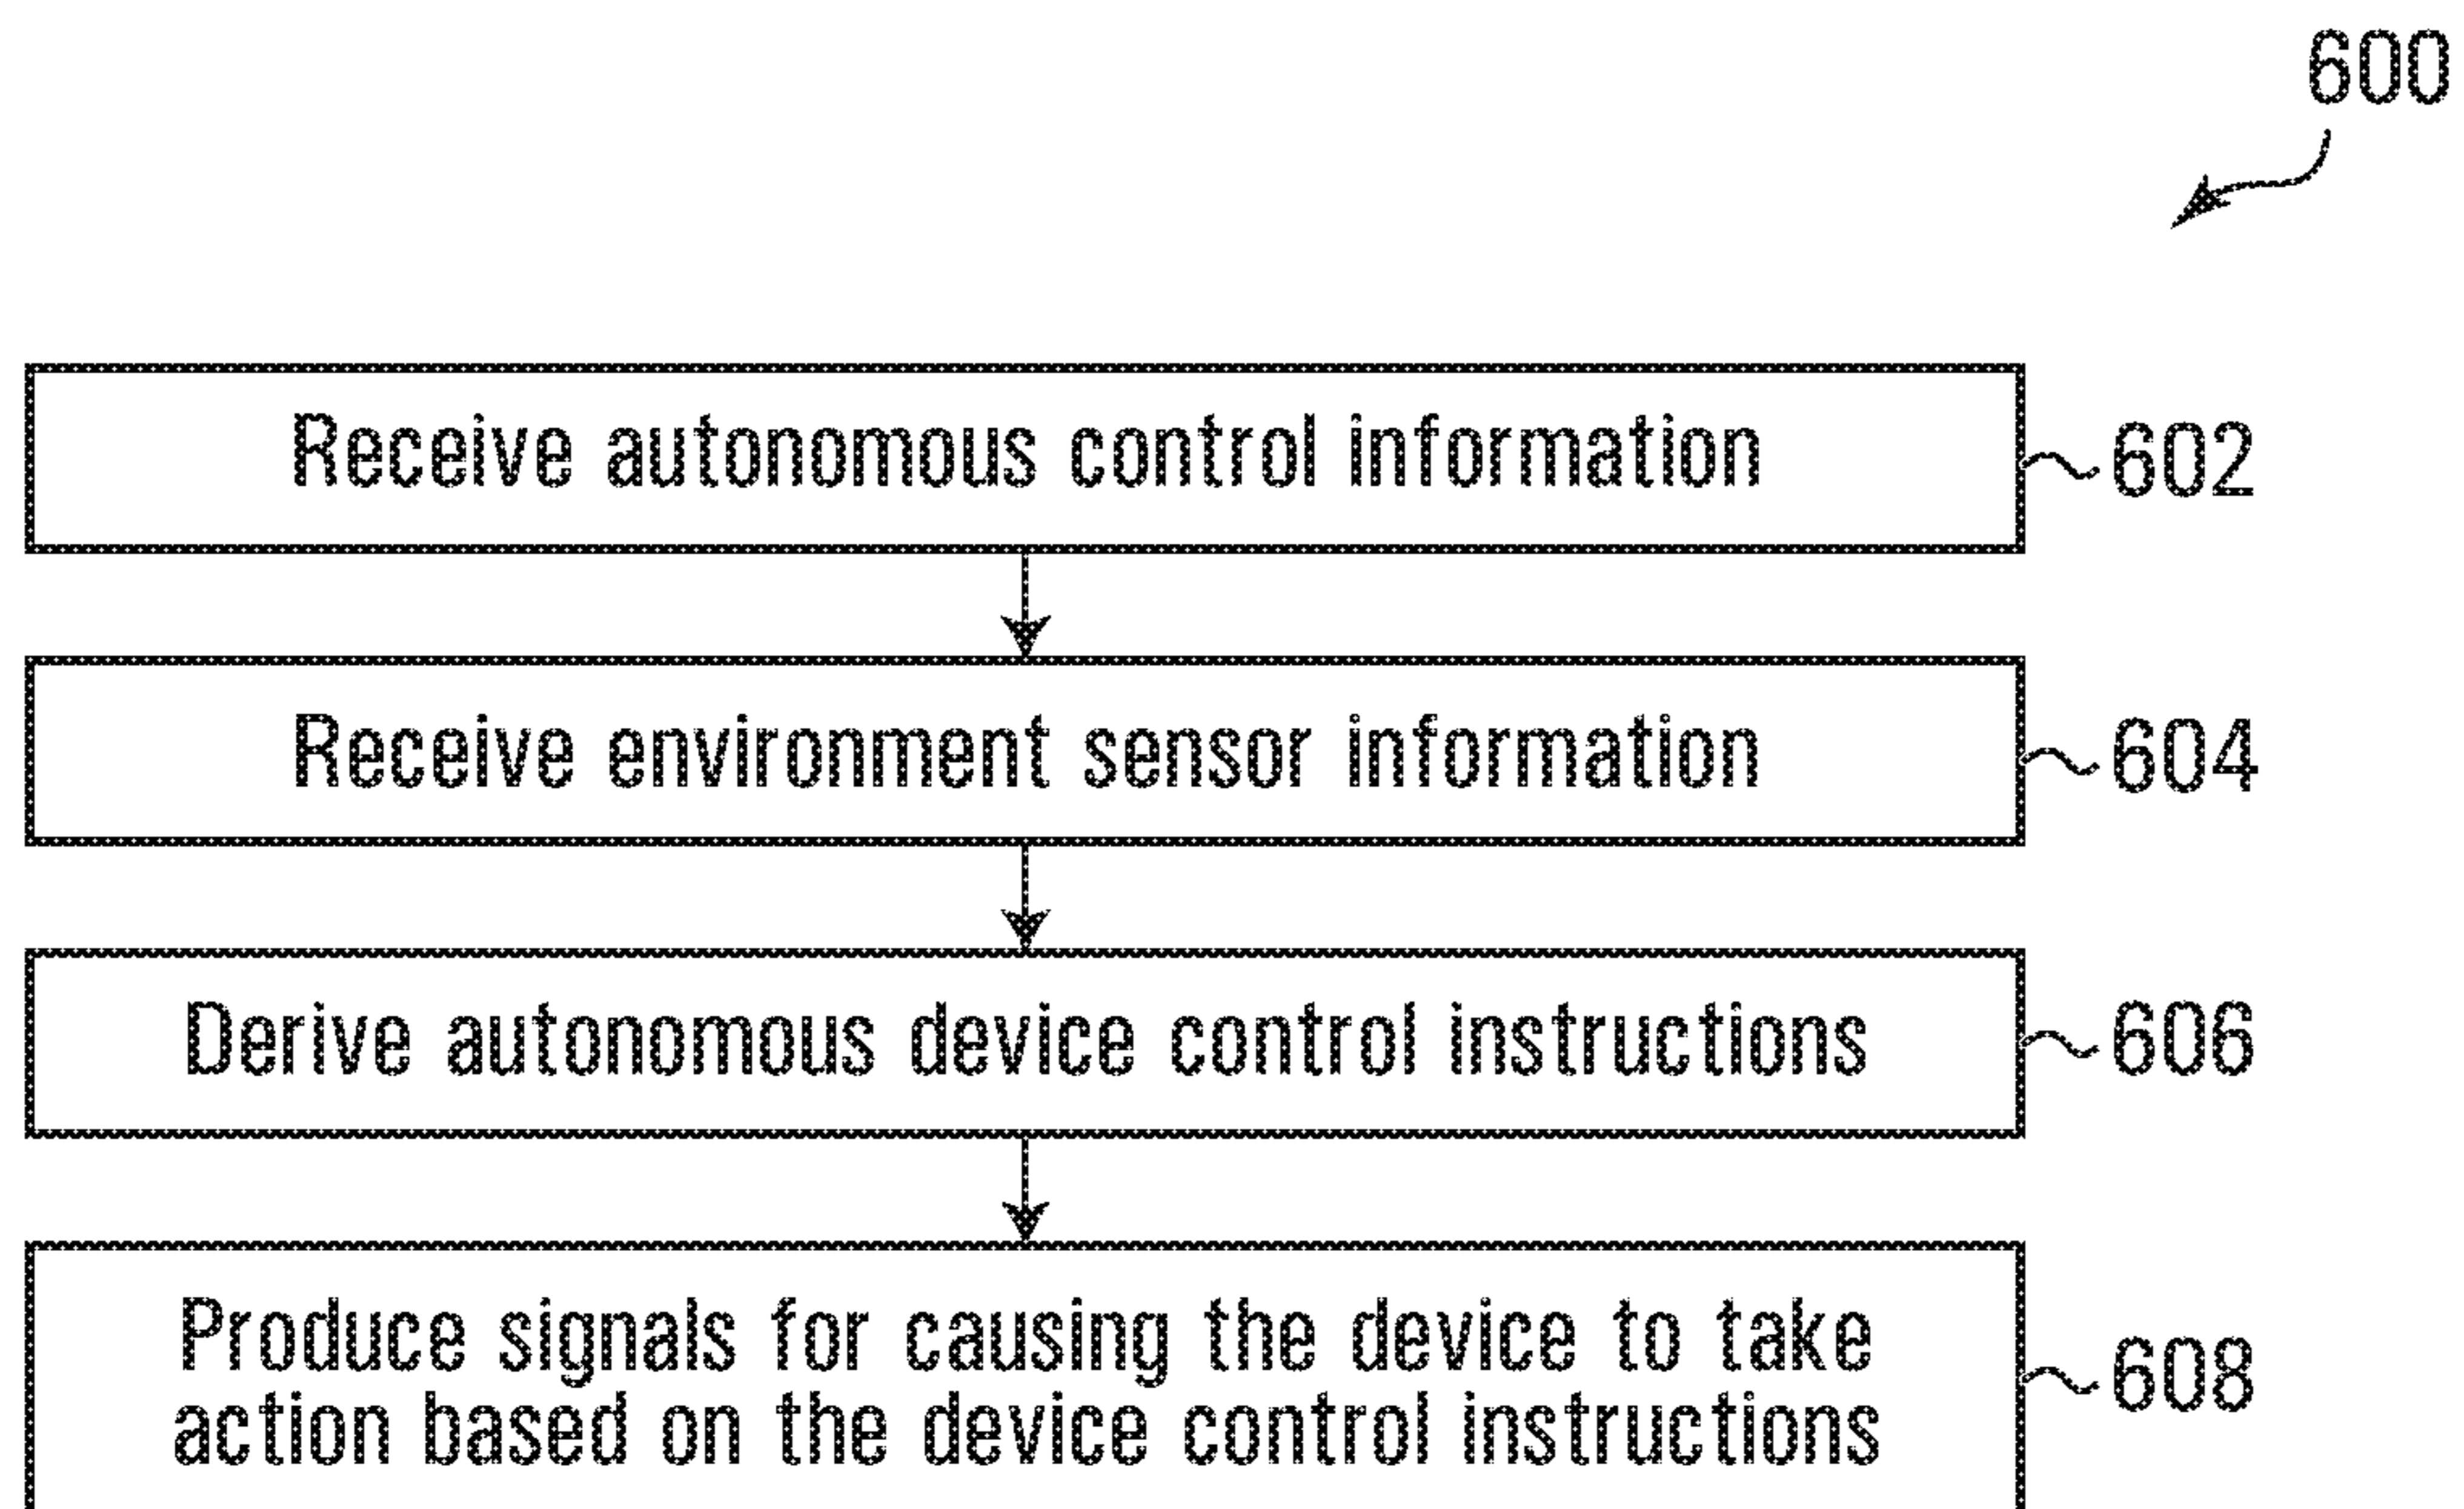 600
Receive autonomous control information
602
Receive environment sensor information
604
Derive autonomous device control instructions
606
Produce signals for causing the device to take
action based on the device control instructions
608